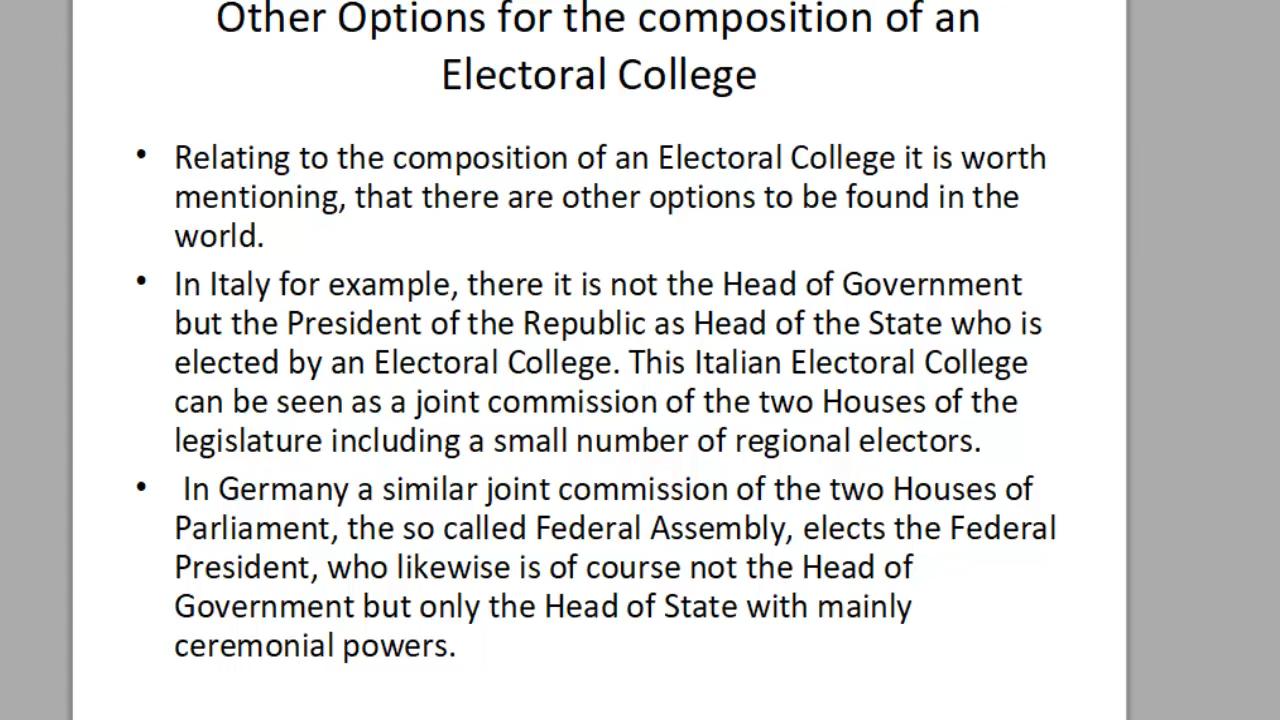 Other Options for the composition of an
Electoral College
• Relating to the composition of an Electoral College it is worth
mentioning, that there are other options to be found in the
world.
• In Italy for example, there it is not the Head of Government
but the President of the Republic as Head of the State who is
elected by an Electoral College. This Italian Electoral College
can be seen as a joint commission of the two Houses of the
legislature including a small number of regional electors.
• In Germany a similar joint commission of the two Houses of
Parliament, the so called Federal Assembly, elects the Federal
President, who likewise is of course not the Head of
Government but only the Head of State with mainly
ceremonial powers.